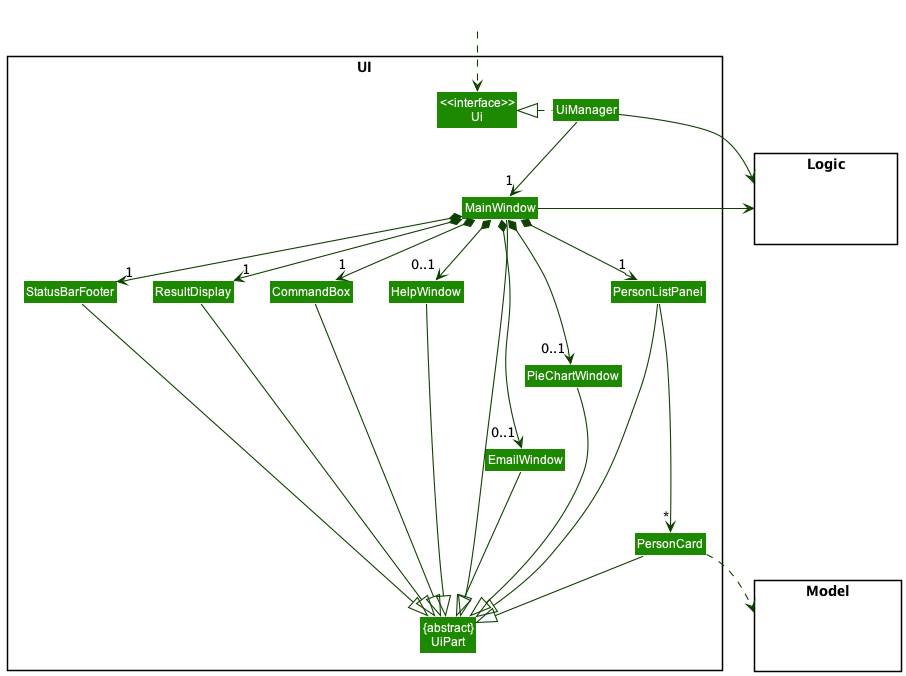 UI
<<interface>>
Ui
UiManager
Logic
1
MainWindow
1
1
1
0..1
1
StatusBarFooter
ResultDisplay
CommandBox
HelpWindow
PersonListPanel
0..1
PieChartWindow
0..1
EmailWindow
*
PersonCard
Model
{abstract}
UiPart